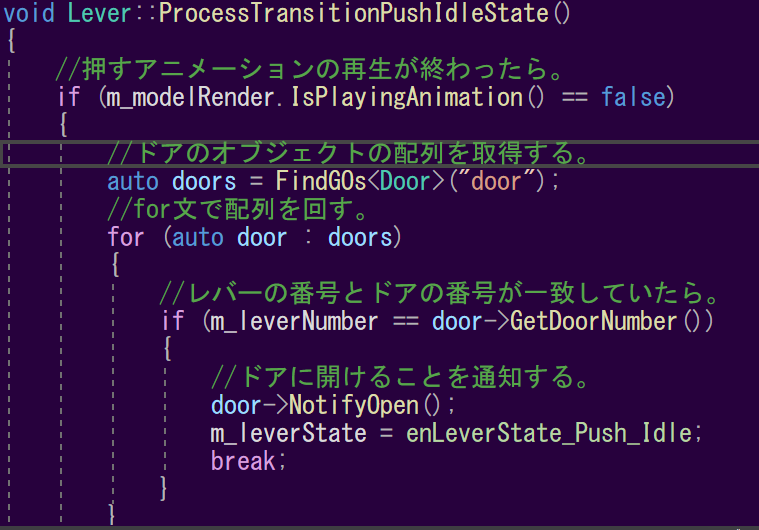 void Lever::ProcessTransitionPushIdleState()
{
//押すアニメーションの再生が終わったら。
if (m_modelRender.IsPlayingAnimation() == false)
{
//ドアのオブジェクトの配列を取得する。
auto doors = FindGOs<Door>("door");
//for文で配列を回す。
for (auto door : doors)
{
//レバーの番号とドアの番号が一致していたら。
if (m_leverNumber == door->GetDoorNumber())
{
//ドアに開けることを通知する。
door->NotifyOpen();
m_leverState = enLeverState_Push_Idle;
break;
}
}